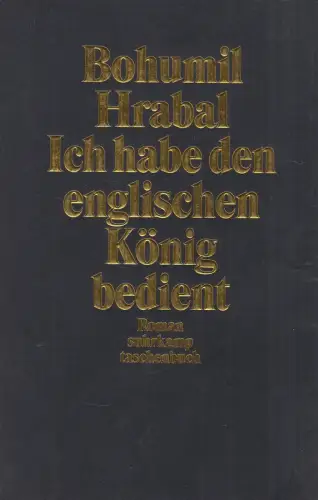 Bohumil
Hrabal
Ich habe den
englischen
König
bedient
Roman
suhrkamp
taschenbuch